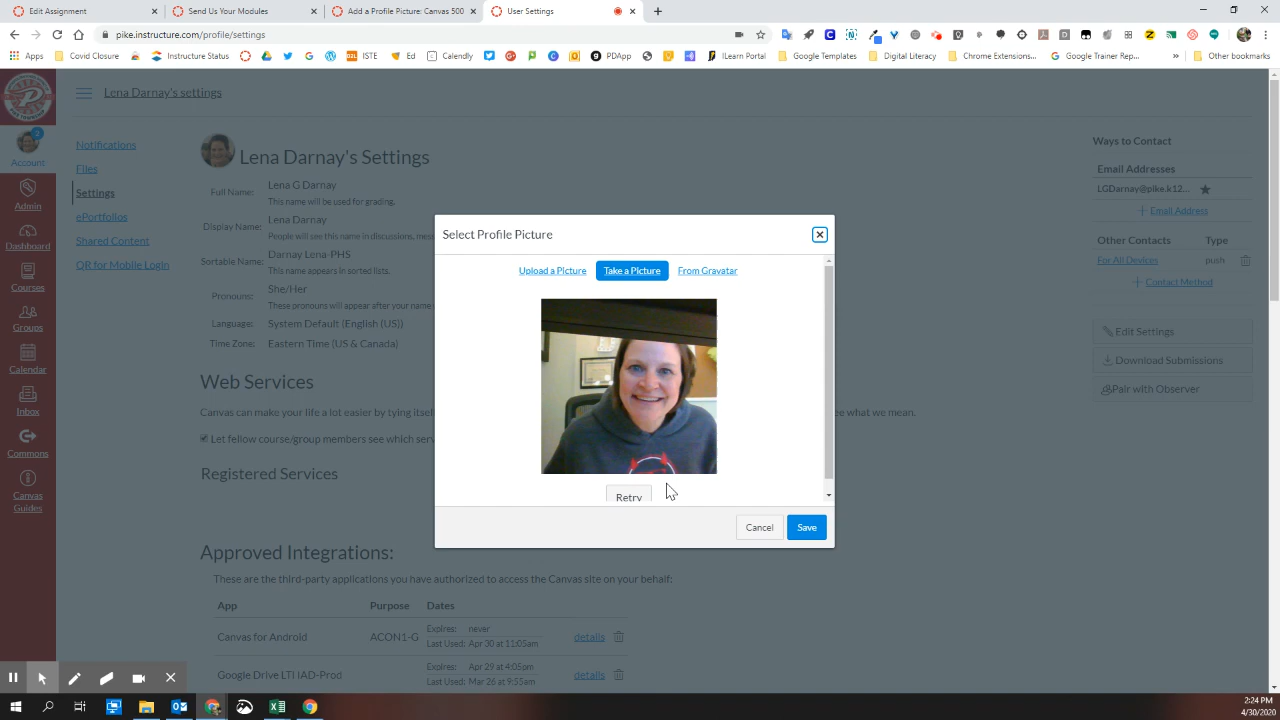 Edit Assignment
Send Us Your Modules
Add a Profile Picture: Canvas 500
User Settings
pike.instructure.com/profile/settings
Apps
Covid Closure
Instructure Status
ISTE
Ed
Calendly
PDApp
ILearn Portal
Google Templates
Digital Literacy
Chrome Extensions...
Google Trainer Rep...
»
Other bookmarks
Lena Darnay's settings
2
Account
Admin
Dashboard
Courses
Groups
Calendar
Inbox
Commons
Canvas
Guides
Notifications
Files
Settings
ePortfolios
Shared Content
QR for Mobile Login
Lena Darnay's Settings
Full Name: Lena G Darnay
This name will be used for grading.
Display Name: Lena Darnay
People will see this name in discussions, mess
Sortable Name: Darnay Lena-PHS
This name appears in sorted lists.
Pronouns: She/Her
These pronouns will appear after your name
Language: System Default (English (US))
Time Zone: Eastern Time (US & Canada)
Web Services
Canvas can make your life a lot easier by tying itself
ee what we mean.
Let fellow course/group members see which serv
Registered Services
Approved Integrations:
These are the third-party applications you have authorized to access the Canvas site on your behalf:
App Purpose Dates
Canvas for Android ACON1-G Expires: never
Last Used: Apr 30 at 11:05am
details
Google Drive LTI IAD-Prod Expires: Apr 29 at 4:05pm
Last Used: Mar 26 at 9:55am
details
Select Profile Picture
Upload a Picture
Take a Picture
From Gravatar
Retry
Cancel
Save
Ways to Contact
Email Addresses
LGDarnay@pike.k12...
Email Address
Other Contacts Type
For All Devices push
Contact Method
Edit Settings
Download Submissions
Pair with Observer
2:24 PM
4/30/2020